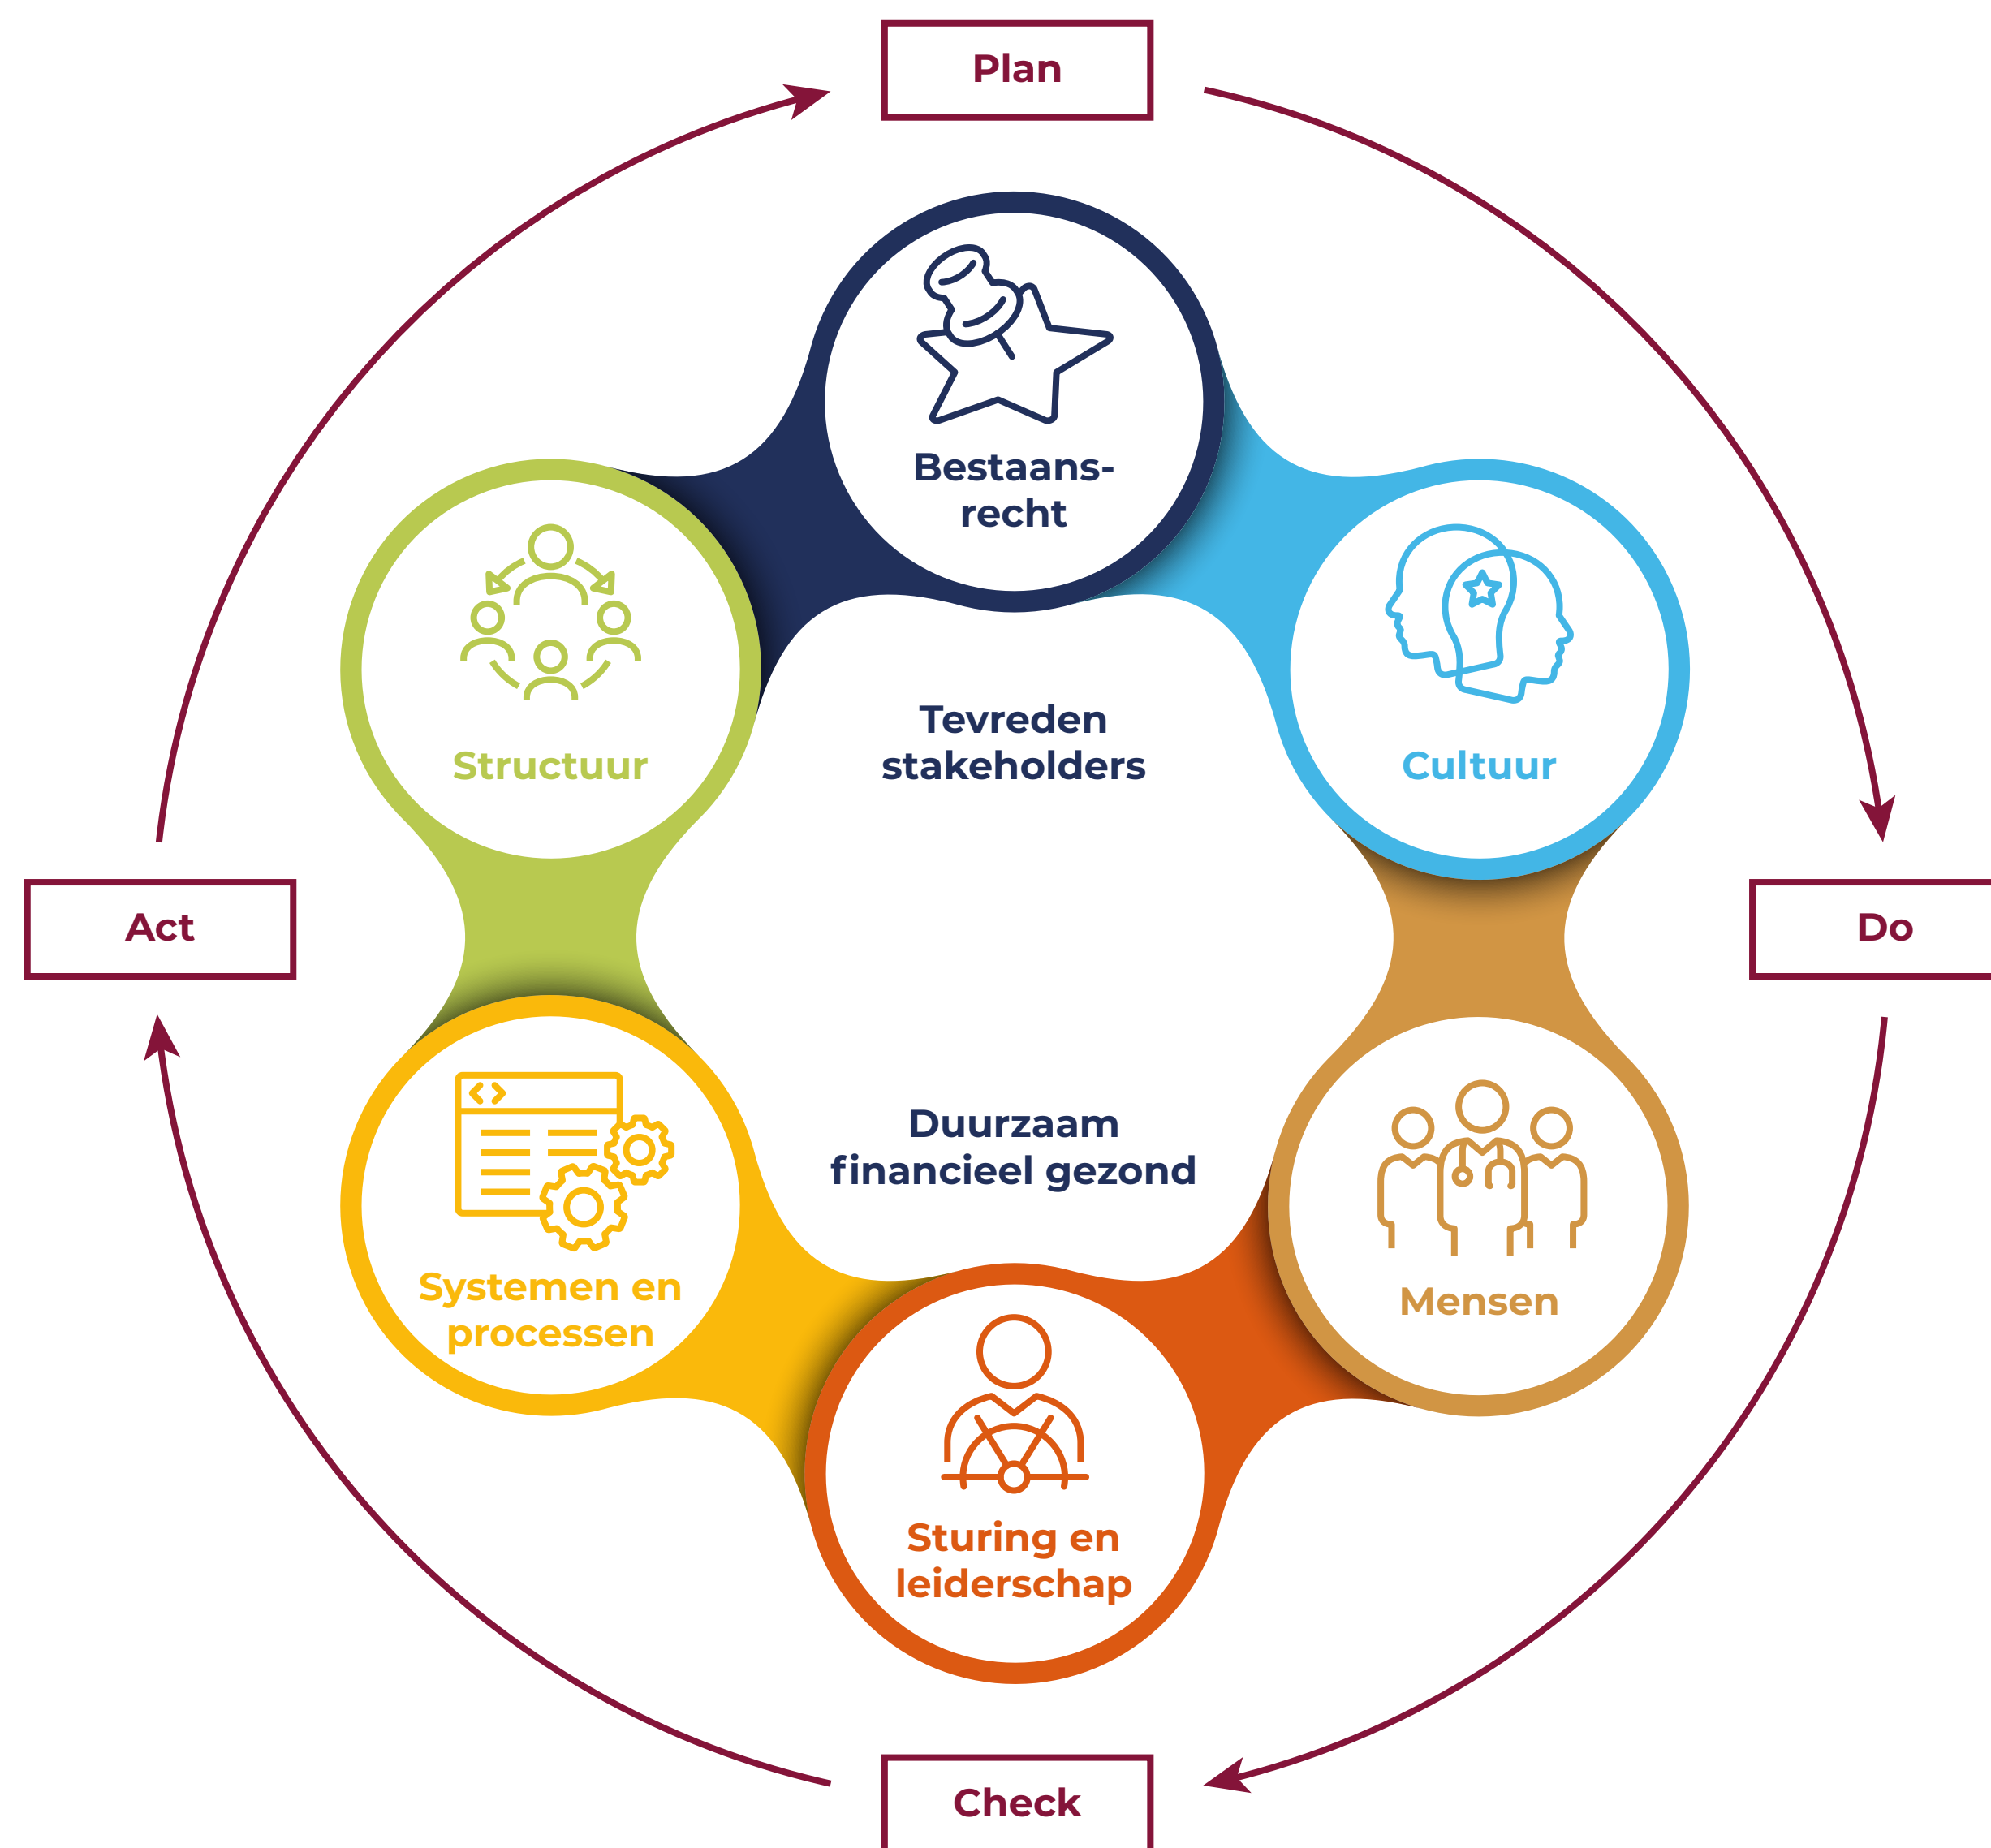 Plan
Bestaans-
recht
Tevreden
stakeholders
Structuur
Cultuur
Act
Do
Duurzaam
financieel gezond
Systemen en
processen
Mensen
Sturing en
leiderschap
Check